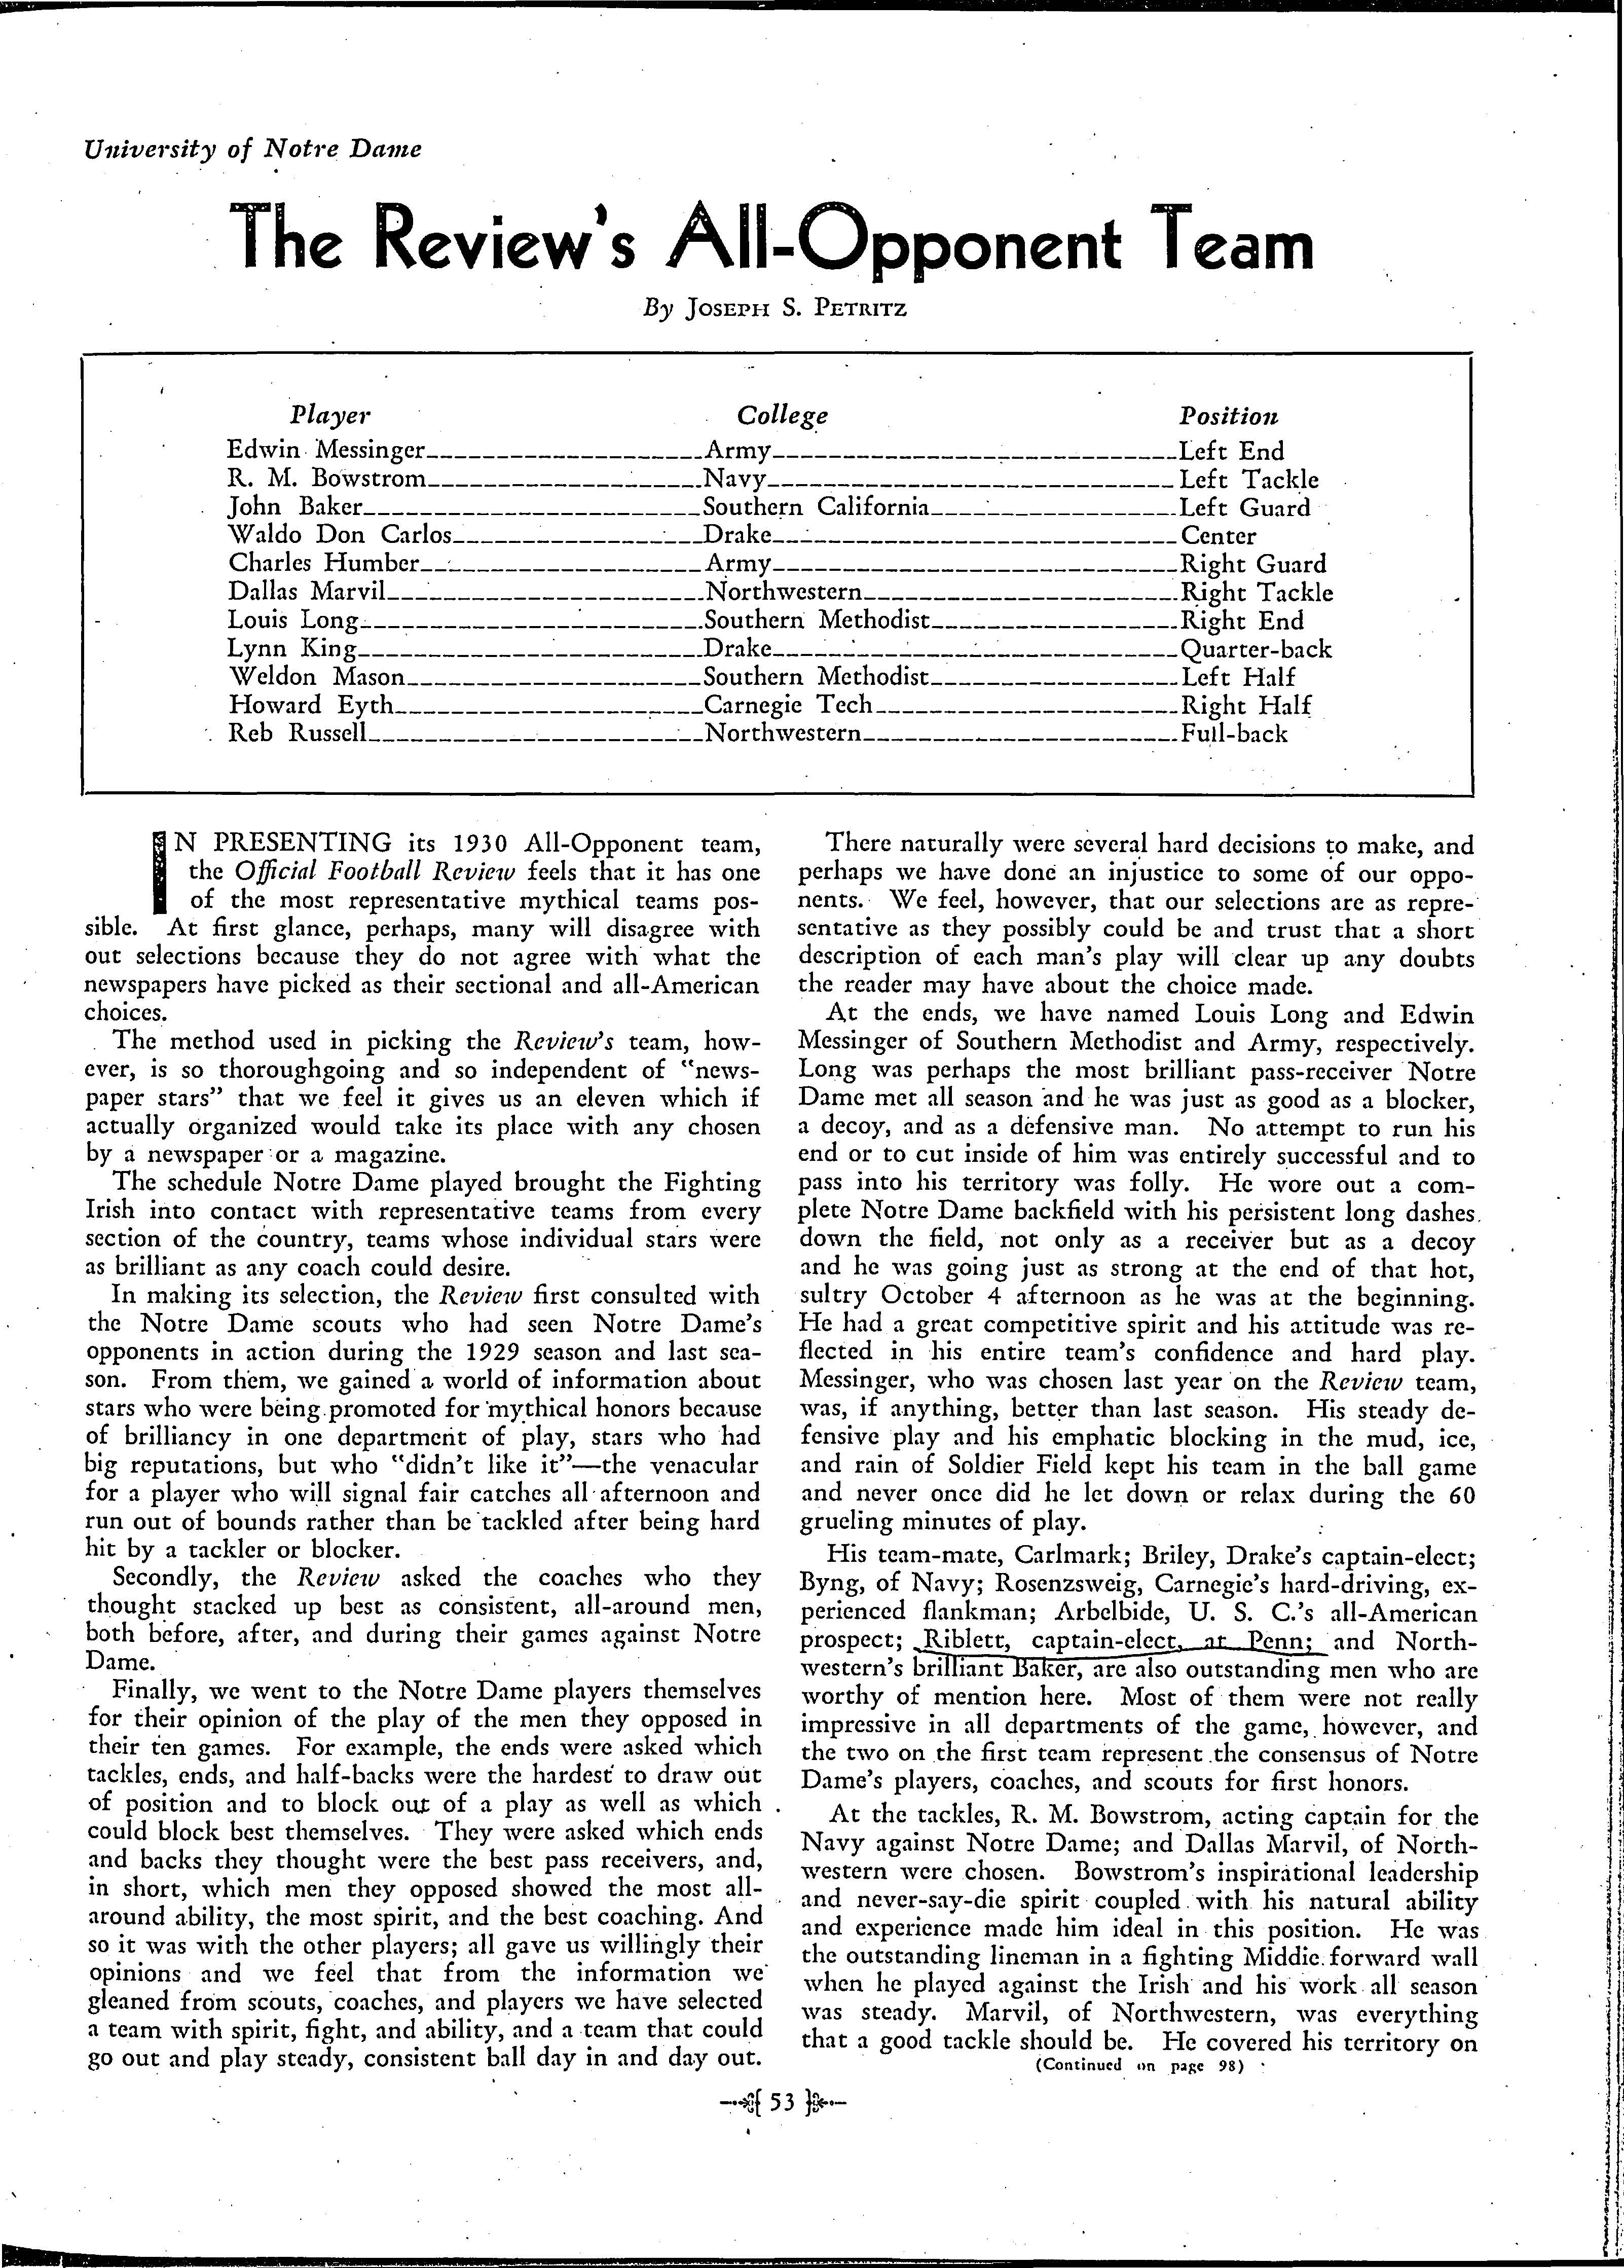 University of Notre Dame
The Review's All-Opponent Team
By JOSEPH S. PETRITZ
Player College Position
Edwin Messinger Army Left End
R. M. Bowstrom Navy Left Tackle
John Baker Southern California Left Guard
Waldo Don Carlos Drake Center
Charles Humber Army Right Guard
Dallas Marvil Northwestern Right Tackle
Louis Long Southern Methodist Right End
Lynn King Drake Quarter-back
Weldon Mason Southern Methodist Left Half
Howard Eyth Carnegie Tech Right Half
Reb Russell Northwestern Full-back
IN PRESENTING its 1930 All-Opponent team,
the Official Football Review feels that it has one
of the most representative mythical teams pos-
sible. At first glance, perhaps, many will disagree with
out selections because they do not agree with what the
newspapers have picked as their sectional and all-American
choices.
The method used in picking the Review's team, how-
ever, is so thoroughgoing and so independent of "news-
paper stars" that we feel it gives us an eleven which if
actually organized would take its place with any chosen
by a newspaper or a magazine.
The schedule Notre Dame played brought the Fighting
Irish into contact with representative teams from every
section of the country, teams whose individual stars were
as brilliant as any coach could desire.
In making its selection, the Review first consulted with
the Notre Dame scouts who had seen Notre Dame's
opponents in action during the 1929 season and last sea-
son. From them, we gained a world of information about
stars who were being promoted for mythical honors because
of brilliancy in one department of play, stars who had
big reputations, but who "didn't like it"—the venacular
for a player who will signal fair catches all afternoon and
run out of bounds rather than be tackled after being hard
hit by a tackler or blocker.
Secondly, the Review asked the coaches who they
thought stacked up best as consistent, all-around men,
both before, after, and during their games against Notre
Dame.
Finally, we went to the Notre Dame players themselves
for their opinion of the play of the men they opposed in
their ten games. For example, the ends were asked which
tackles, ends, and half-backs were the hardest to draw out
of position and to block out of a play as well as which
could block best themselves. They were asked which ends
and backs they thought were the best pass receivers, and,
in short, which men they opposed showed the most all-
around ability, the most spirit, and the best coaching. And
so it was with the other players; all gave us willingly their
opinions and we feel that from the information we
gleaned from scouts, coaches, and players we have selected
a team with spirit, fight, and ability, and a team that could
go out and play steady, consistent ball day in and day out.
There naturally were several hard decisions to make, and
perhaps we have done an injustice to some of our oppo-
nents. We feel, however, that our selections are as repre-
sentative as they possibly could be and trust that a short
description of each man's play will clear up any doubts
the reader may have about the choice made.
At the ends, we have named Louis Long and Edwin
Messinger of Southern Methodist and Army, respectively.
Long was perhaps the most brilliant pass-receiver Notre
Dame met all season and he was just as good as a blocker,
a decoy, and as a defensive man. No attempt to run his
end or to cut inside of him was entirely successful and to
pass into his territory was folly. He wore out a com-
plete Notre Dame backfield with his persistent long dashes
down the field, not only as a receiver but as a decoy
and he was going just as strong at the end of that hot,
sultry October 4 afternoon as he was at the beginning.
He had a great competitive spirit and his attitude was re-
flected in his entire team's confidence and hard play.
Messinger, who was chosen last year on the Review team,
was, if anything, better than last season. His steady de-
fensive play and his emphatic blocking in the mud, ice,
and rain of Soldier Field kept his team in the ball game
and never once did he let down or relax during the 60
grueling minutes of play.
His team-mate, Carlmark; Briley, Drake's captain-elect;
Byng, of Navy; Rosenzsweig, Carnegie's hard-driving, ex-
perienced flankman; Arbelbide, U. S. C.'s all-American
prospect; Riblett, captain-elect, at Penn; and North-
western's brilliant Baker, are also outstanding men who are
worthy of mention here. Most of them were not really
impressive in all departments of the game, however, and
the two on the first team represent the consensus of Notre
Dame's players, coaches, and scouts for first honors.
At the tackles, R. M. Bowstrom, acting captain for the
Navy against Notre Dame; and Dallas Marvil, of North-
western were chosen. Bowstrom's inspirational leadership
and never-say-die spirit coupled with his natural ability
and experience made him ideal in this position. He was
the outstanding lineman in a fighting Middie forward wall
when he played against the Irish and his work all season
was steady. Marvil, of Northwestern, was everything
that a good tackle should be. He covered his territory on
(Continued on page 98)
53